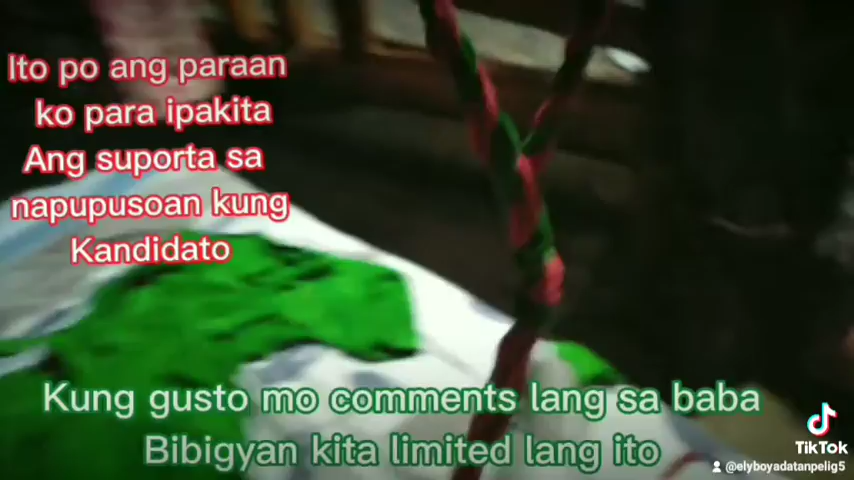 Ito po ang paraan
ko para ipakita
Ang suporta sa
napupusoan kung
Kandidato
Kung gusto mo comments lang sa baba
Bibigyan kita limited lang ito
TikTok
@elyboyadatanpelig5